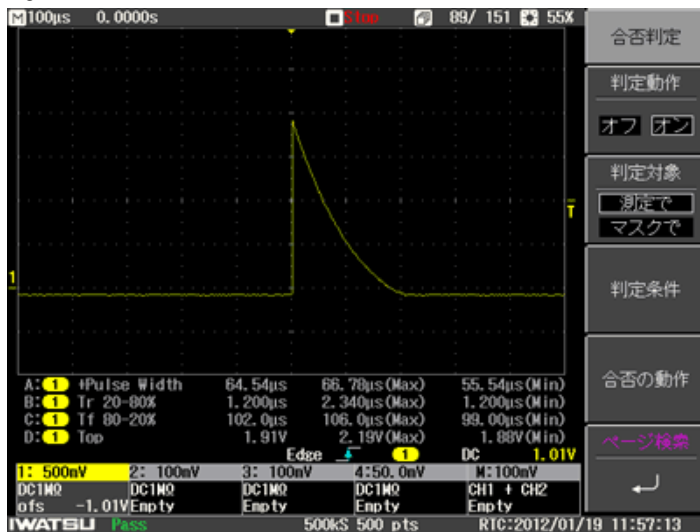 M 100µs 0.0000s Stop 89/ 151 55%
T
1
A: 1 +Pulse Width 64.54µs 66.78µs(Max) 55.54µs(Min)
B: 1 Tr 20-80% 1.200µs 2.340µs(Max) 1.200µs(Min)
C: 1 Tf 80-20% 102.0µs 106.0µs(Max) 99.00µs(Min)
D: 1 Top 1.91V 2.19V(Max) 1.88V(Min)
Edge 1 DC 1.01V
1: 500mV 2: 100mV 3: 100mV 4:50.0mV M:100mV
DC1MΩ DC1MΩ DC1MΩ DC1MΩ CH1 + CH2
ofs -1.01V Empty Empty Empty Empty
IWATSU Pass 500kS 500 pts RTC:2012/01/19 11:57:13
合否判定
判定動作
オフ オン
判定対象
測定で
マスクで
判定条件
合否の動作
ページ検索